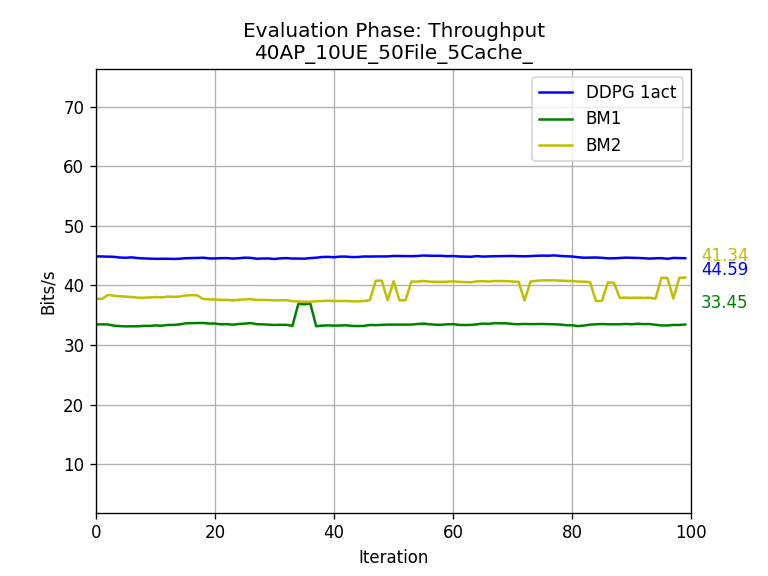 Evaluation Phase: Throughput
40AP_10UE_50File_5Cache_
DDPG 1act
BM1
BM2
70
60
50
40
30
20
10
Bits/s
0
20
40
60
80
100
Iteration
41.34
44.59
33.45